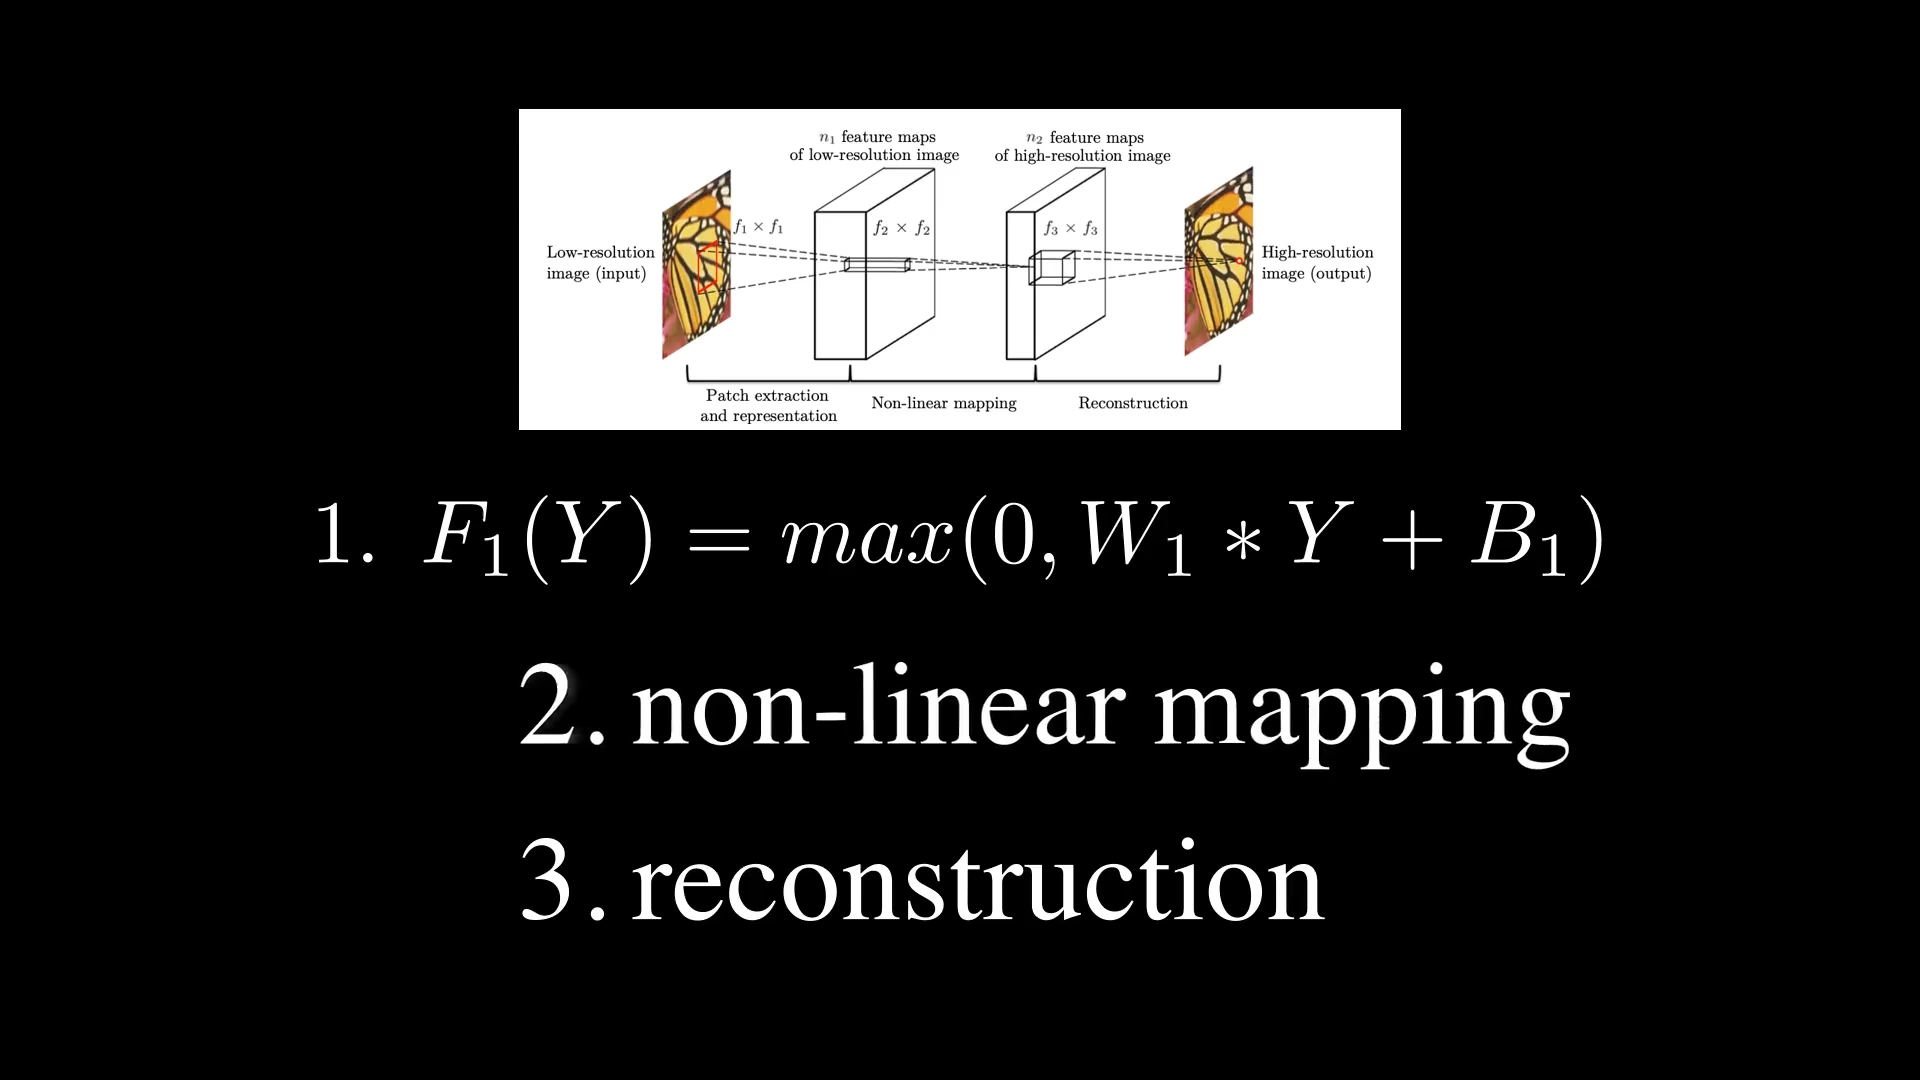 n₁ feature maps
of low-resolution image
n₂ feature maps
of high-resolution image
f₁ × f₁
f₂ × f₂
f₃ × f₃
Low-resolution
image (input)
High-resolution
image (output)
Patch extraction
and representation
Non-linear mapping
Reconstruction
1. F₁(Y) = max(0, W₁ * Y + B₁)
2. non-linear mapping
3. reconstruction